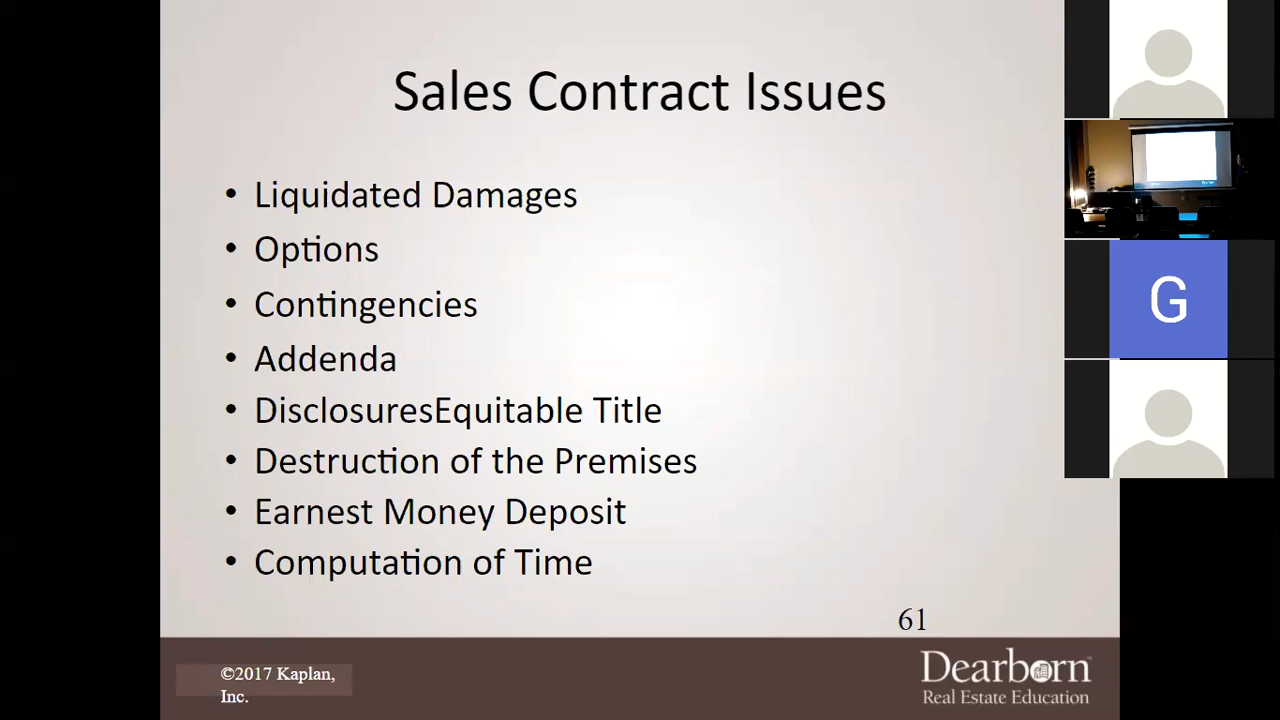 Sales Contract Issues
• Liquidated Damages
• Options
• Contingencies
• Addenda
• DisclosuresEquitable Title
• Destruction of the Premises
• Earnest Money Deposit
• Computation of Time
61
©2017 Kaplan,
Inc.
Dearborn™
Real Estate Education
G